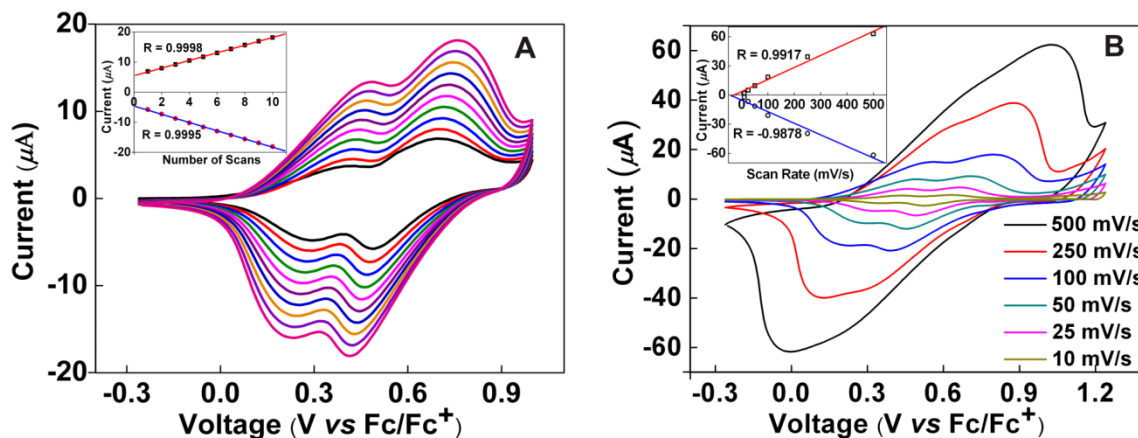 A
20
10
0
-10
-20
-0.3 0.0 0.3 0.6 0.9
Current (μA)
Voltage (V vs Fc/Fc+)
20
10
0
-10
-20
0 2 4 6 8 10
R = 0.9998
R = 0.9995
Current (μA)
Number of Scans
B
60
40
20
0
-20
-40
-60
0.0 0.3 0.6 0.9 1.2
Current (μA)
Voltage (V vs Fc/Fc+)
60
30
0
-30
-60
0 100 200 300 400 500
R = 0.9917
R = -0.9878
Current (μA)
Scan Rate (mV/s)
500 mV/s
250 mV/s
100 mV/s
50 mV/s
25 mV/s
10 mV/s